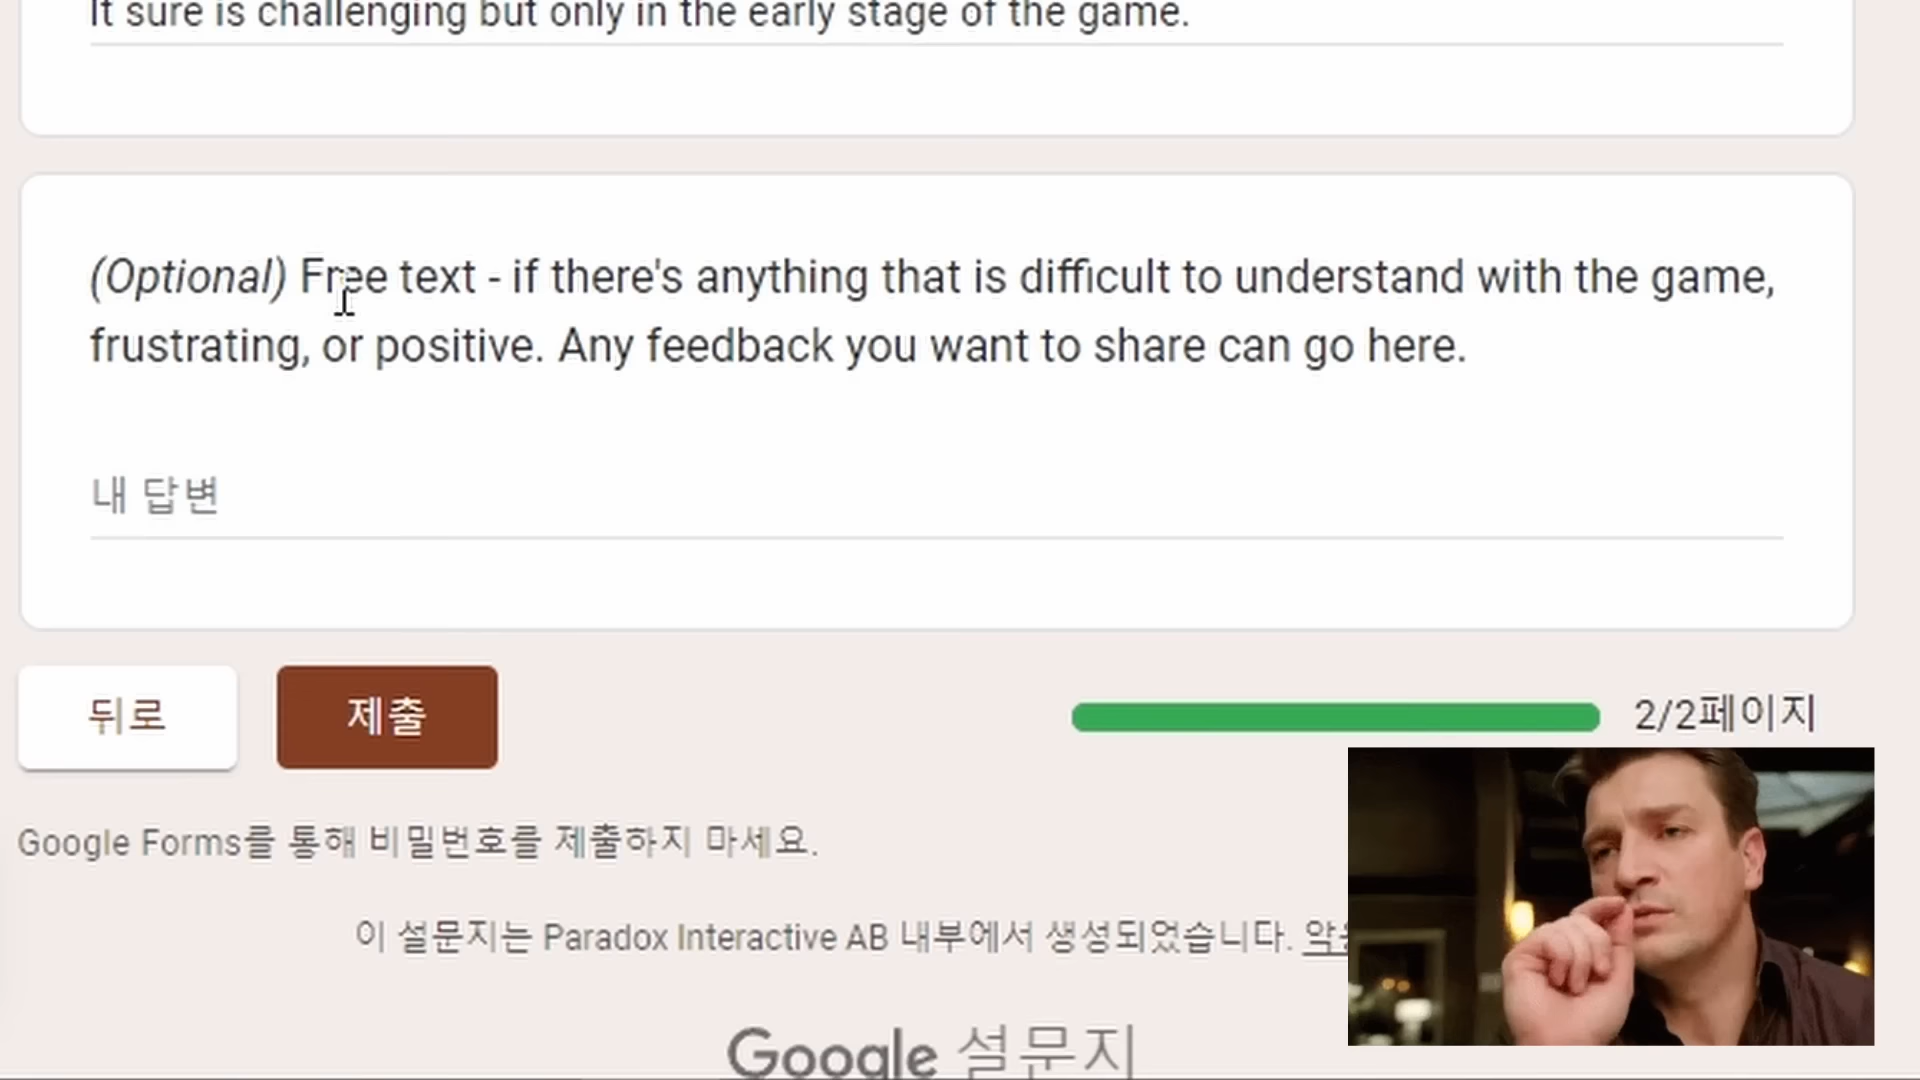 It sure is challenging but only in the early stage of the game.
(Optional) Free text - if there's anything that is difficult to understand with the game,
frustrating, or positive. Any feedback you want to share can go here.
내 답변
뒤로
제출
2/2페이지
Google Forms를 통해 비밀번호를 제출하지 마세요.
이 설문지는 Paradox Interactive AB 내부에서 생성되었습니다.
Google 설문지